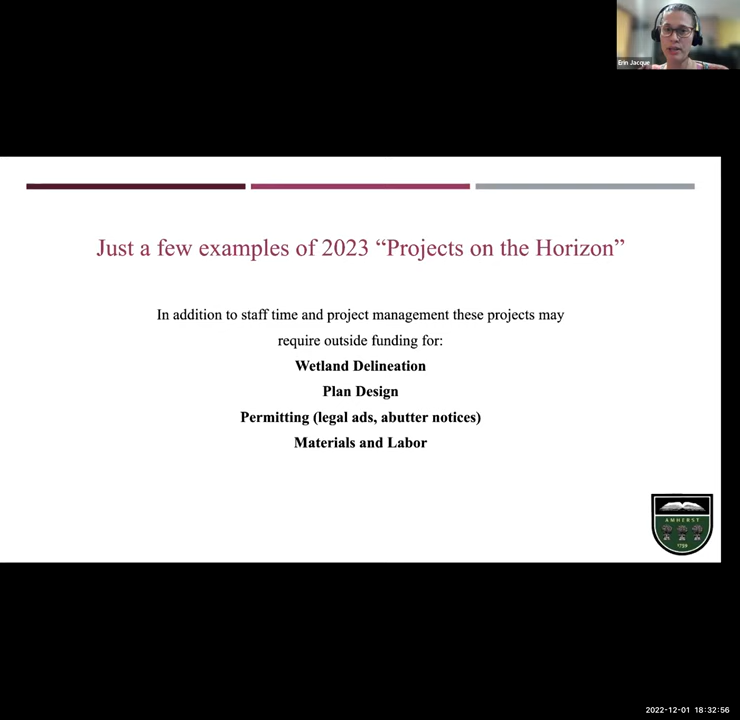 Erin Jacque
Just a few examples of 2023 “Projects on the Horizon”
In addition to staff time and project management these projects may
require outside funding for:
Wetland Delineation
Plan Design
Permitting (legal ads, abutter notices)
Materials and Labor
AMHERST
1759
2022-12-01 18:32:56